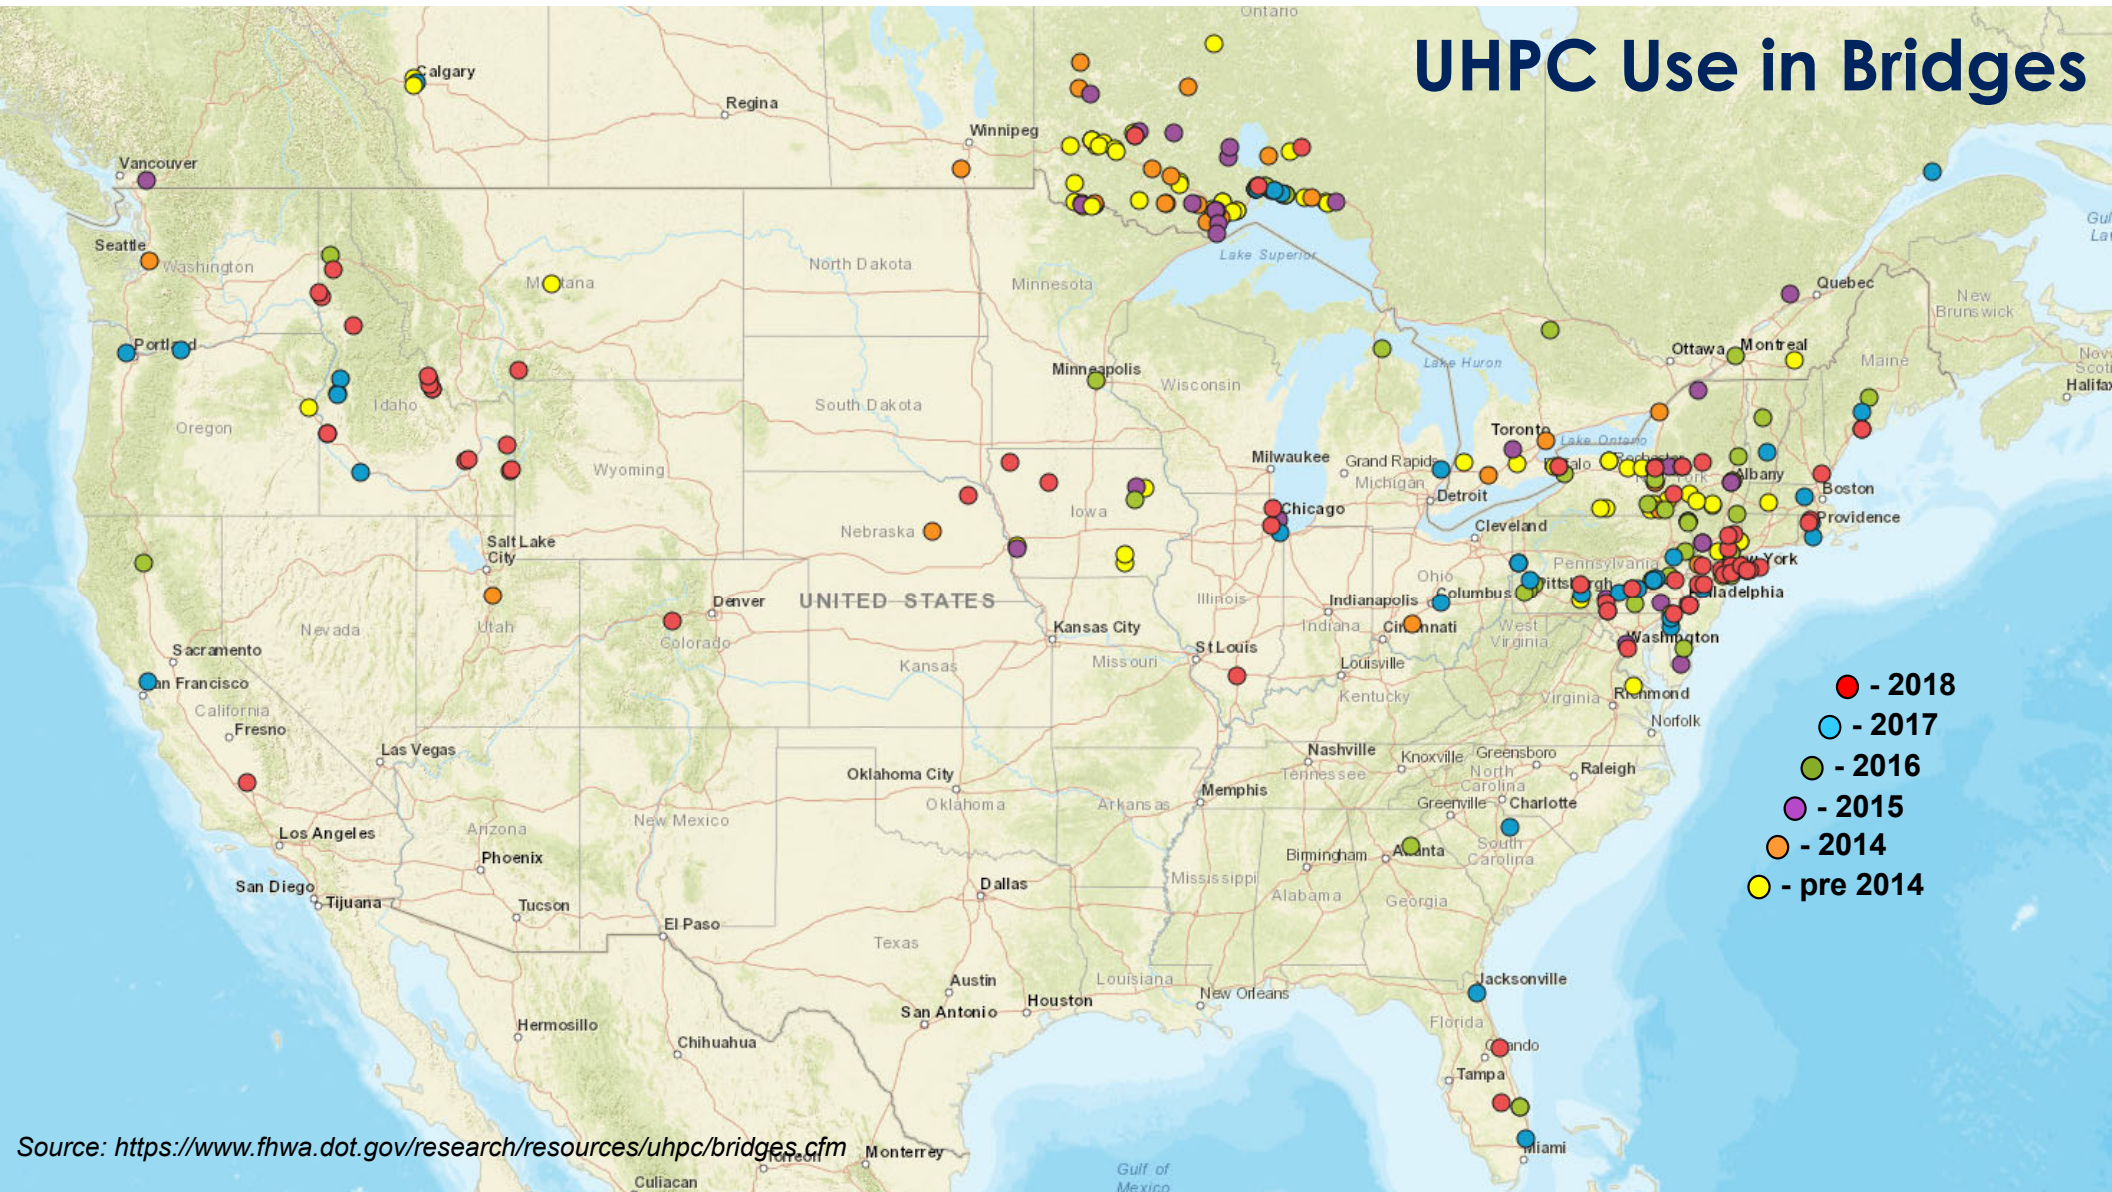 Ontario
UHPC Use in Bridges
Calgary
Regina
Winnipeg
Vancouver
Seattle
Washington
North Dakota
Minnesota
Lake Superior
Quebec
New
Brunswick
Portland
Minneapolis
Wisconsin
Lake Huron
Ottawa
Montreal
Maine
Halifax
Idaho
South Dakota
Oregon
Wyoming
Toronto
Lake Ontario
Milwaukee
Grand Rapids
Michigan
Detroit
Albany
Boston
Iowa
Chicago
Cleveland
Providence
Nebraska
Salt Lake
City
Pennsylvania
Ohio
Denver
UNITED STATES
Illinois
Indianapolis
Columbus
Nevada
Utah
Colorado
Kansas City
Indiana
West
Virginia
Washington
Sacramento
Kansas
Missouri
St Louis
Louisville
San Francisco
California
Kentucky
Virginia
Richmond
Norfolk
Fresno
Las Vegas
Nashville
Tennessee
Knoxville
Greensboro
North
Carolina
Raleigh
Oklahoma City
Oklahoma
Arkansas
Memphis
Greenville
Charlotte
- 2018
- 2017
- 2016
- 2015
- 2014
- pre 2014
Los Angeles
Arizona
New Mexico
Phoenix
Birmingham
Atlanta
South
Carolina
San Diego
Tijuana
Tucson
Dallas
Mississippi
Alabama
Georgia
El Paso
Texas
Austin
Louisiana
Jacksonville
Houston
New Orleans
San Antonio
Florida
Hermosillo
Chihuahua
Orlando
Tampa
Source: https://www.fhwa.dot.gov/research/resources/uhpc/bridges.cfm
Torreon
Monterrey
Miami
Gulf of
Mexico
Culiacan